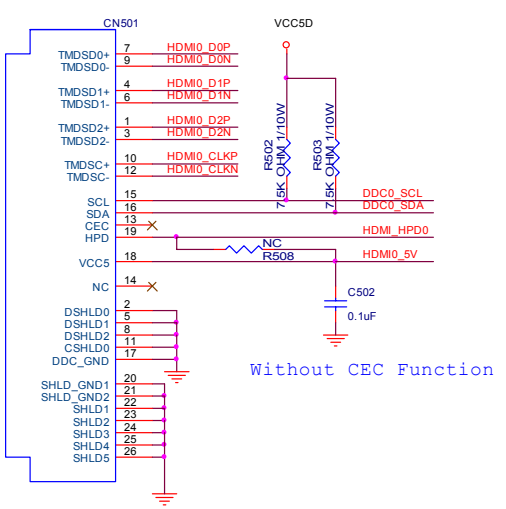 CN501
VCC5D
TMDSD0+ 7 HDMI0_D0P
TMDSD0- 9 HDMI0_D0N
TMDSD1+ 4 HDMI0_D1P
TMDSD1- 6 HDMI0_D1N
TMDSD2+ 1 HDMI0_D2P
TMDSD2- 3 HDMI0_D2N
TMDSC+ 10 HDMI0_CLKP
TMDSC- 12 HDMI0_CLKN
R502
7.5K OHM 1/10W
R503
7.5K OHM 1/10W
SCL 15 DDC0_SCL
SDA 16 DDC0_SDA
CEC 13
HPD 19 HDMI_HPD0
NC
R508
VCC5 18 HDMI0_5V
NC 14
C502
0.1uF
DSHLD0 2
DSHLD1 5
DSHLD2 8
CSHLD0 11
DDC_GND 17
Without CEC Function
SHLD_GND1 20
SHLD_GND2 21
SHLD1 22
SHLD2 23
SHLD3 24
SHLD4 25
SHLD5 26